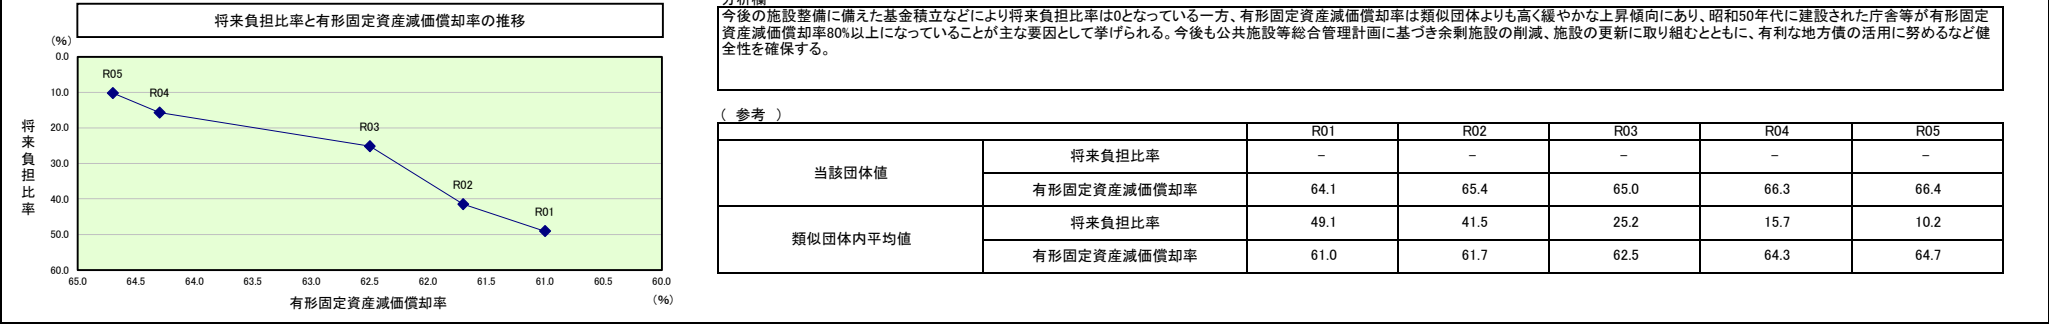 将来負担比率と有形固定資産減価償却率の推移
(%)
0.0
10.0
20.0
30.0
40.0
50.0
60.0
将来負担比率
R05
R04
R03
R02
R01
65.0 64.5 64.0 63.5 63.0 62.5 62.0 61.5 61.0 60.5 60.0
有形固定資産減価償却率
(%)
分析欄
今後の施設整備に備えた基金積立などにより将来負担比率は0となっている一方、有形固定資産減価償却率は類似団体よりも高く緩やかな上昇傾向にあり、昭和50年代に建設された庁舎等が有形固定
資産減価償却率80%以上になっていることが主な要因として挙げられる。今後も公共施設等総合管理計画に基づき余剰施設の削減、施設の更新に取り組むとともに、有利な地方債の活用に努めるなど健
全性を確保する。
( 参考 )
R01 R02 R03 R04 R05
当該団体値
将来負担比率 － － － － －
有形固定資産減価償却率 64.1 65.4 65.0 66.3 66.4
類似団体内平均値
将来負担比率 49.1 41.5 25.2 15.7 10.2
有形固定資産減価償却率 61.0 61.7 62.5 64.3 64.7